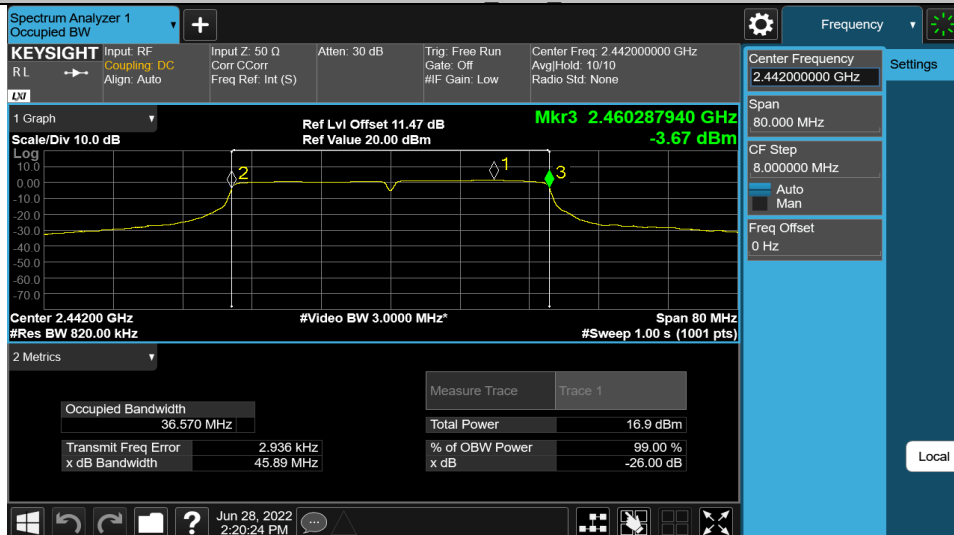 Spectrum Analyzer 1
Occupied BW
+
Frequency
KEYSIGHT
R L
LXI
Input: RF
Coupling: DC
Align: Auto
Input Z: 50 Ω
Corr CCorr
Freq Ref: Int (S)
Atten: 30 dB
Trig: Free Run
Gate: Off
#IF Gain: Low
Center Freq: 2.442000000 GHz
Avg|Hold: 10/10
Radio Std: None
Center Frequency
2.442000000 GHz
Settings
Span
80.000 MHz
CF Step
8.000000 MHz
Auto
Man
Freq Offset
0 Hz
1 Graph
Scale/Div 10.0 dB
Ref Lvl Offset 11.47 dB
Ref Value 20.00 dBm
Mkr3 2.460287940 GHz
-3.67 dBm
Log
10.0
0.00
-10.0
-20.0
-30.0
-40.0
-50.0
-60.0
-70.0
2
1
3
Center 2.44200 GHz
#Res BW 820.00 kHz
#Video BW 3.0000 MHz*
Span 80 MHz
#Sweep 1.00 s (1001 pts)
2 Metrics
Measure Trace Trace 1
Occupied Bandwidth
36.570 MHz
Total Power 16.9 dBm
Transmit Freq Error 2.936 kHz
% of OBW Power 99.00 %
x dB Bandwidth 45.89 MHz
x dB -26.00 dB
Local
?
Jun 28, 2022
2:20:24 PM